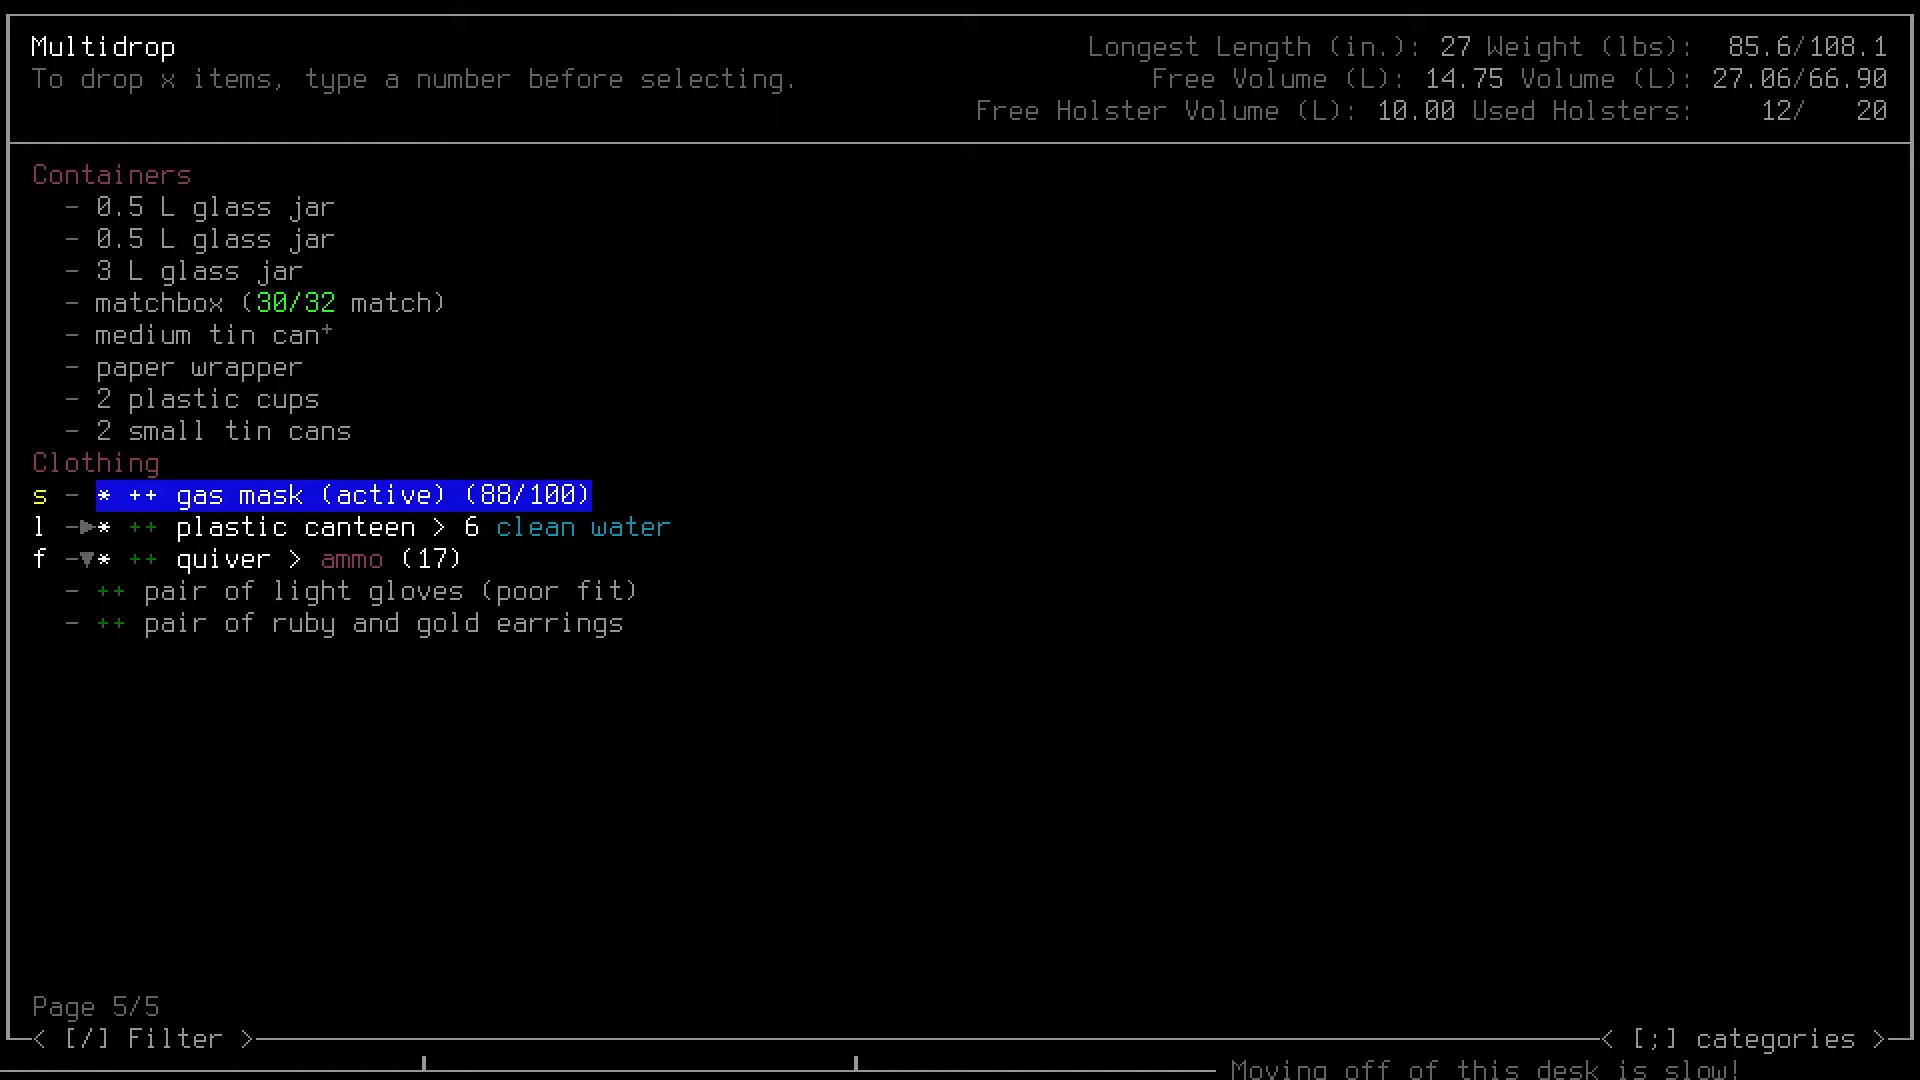 Multidrop
Longest Length (in.): 27 Weight (lbs): 85.6/108.1
To drop x items, type a number before selecting.
Free Volume (L): 14.75 Volume (L): 27.06/66.90
Free Holster Volume (L): 10.00 Used Holsters: 12/ 20
Containers
- 0.5 L glass jar
- 0.5 L glass jar
- 3 L glass jar
- matchbox (30/32 match)
- medium tin can⁺
- paper wrapper
- 2 plastic cups
- 2 small tin cans
Clothing
s - * ++ gas mask (active) (88/100)
l -▶* ++ plastic canteen > 6 clean water
f -▼* ++ quiver > ammo (17)
- ++ pair of light gloves (poor fit)
- ++ pair of ruby and gold earrings
Page 5/5
< [/] Filter >
< [;] categories >
Moving off of this desk is slow!